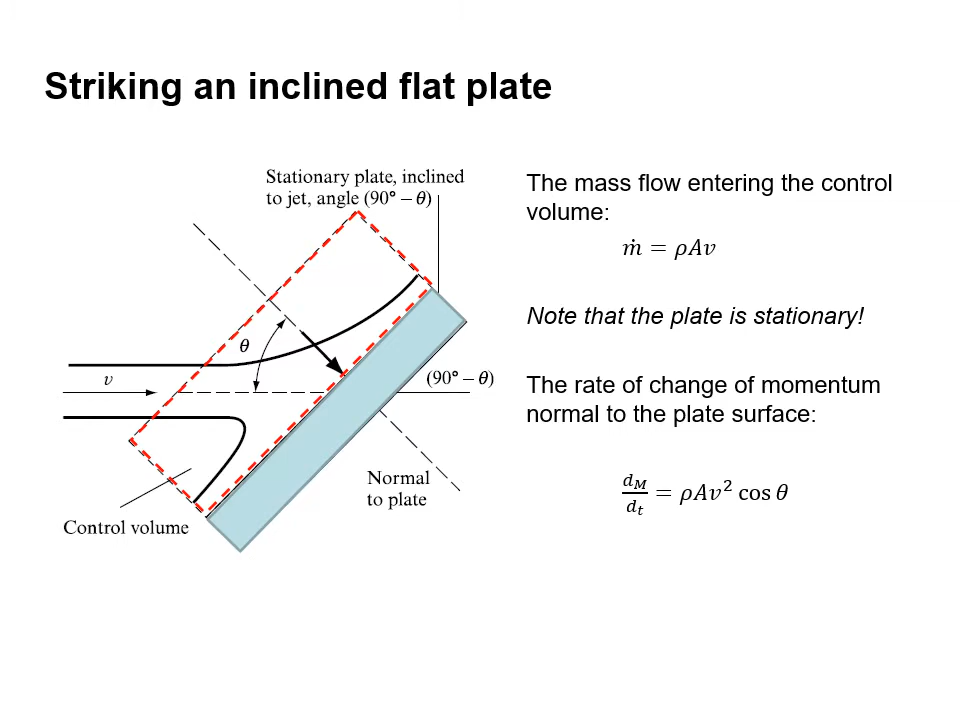 Striking an inclined flat plate
Stationary plate, inclined
to jet, angle (90° – θ)
θ
v
(90° – θ)
Normal
to plate
Control volume
The mass flow entering the control
volume:
ṁ = ρAv
Note that the plate is stationary!
The rate of change of momentum
normal to the plate surface:
d_M/d_t = ρAv² cos θ